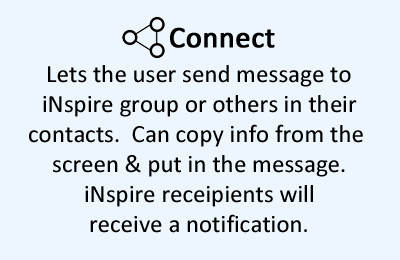 Connect
Lets the user send message to
iNspire group or others in their
contacts.  Can copy info from the
screen & put in the message.
iNspire receipients will
receive a notification.